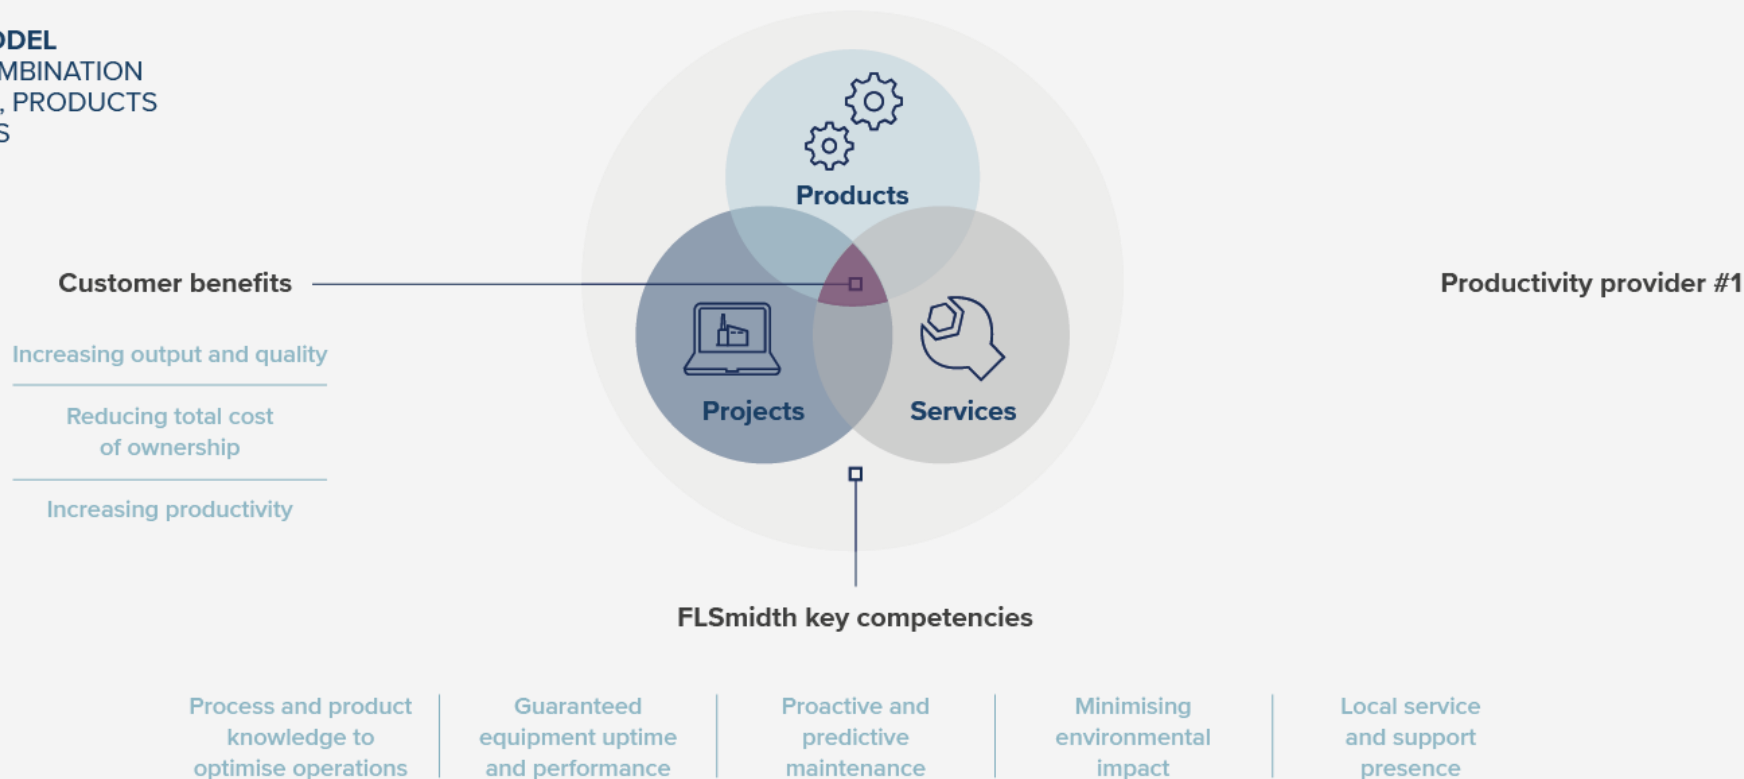 ODEL
MBINATION
, PRODUCTS
S
Products
Customer benefits
Productivity provider #1
Increasing output and quality
Reducing total cost
of ownership
Increasing productivity
Projects
Services
FLSmidth key competencies
Process and product
knowledge to
optimise operations
Guaranteed
equipment uptime
and performance
Proactive and
predictive
maintenance
Minimising
environmental
impact
Local service
and support
presence